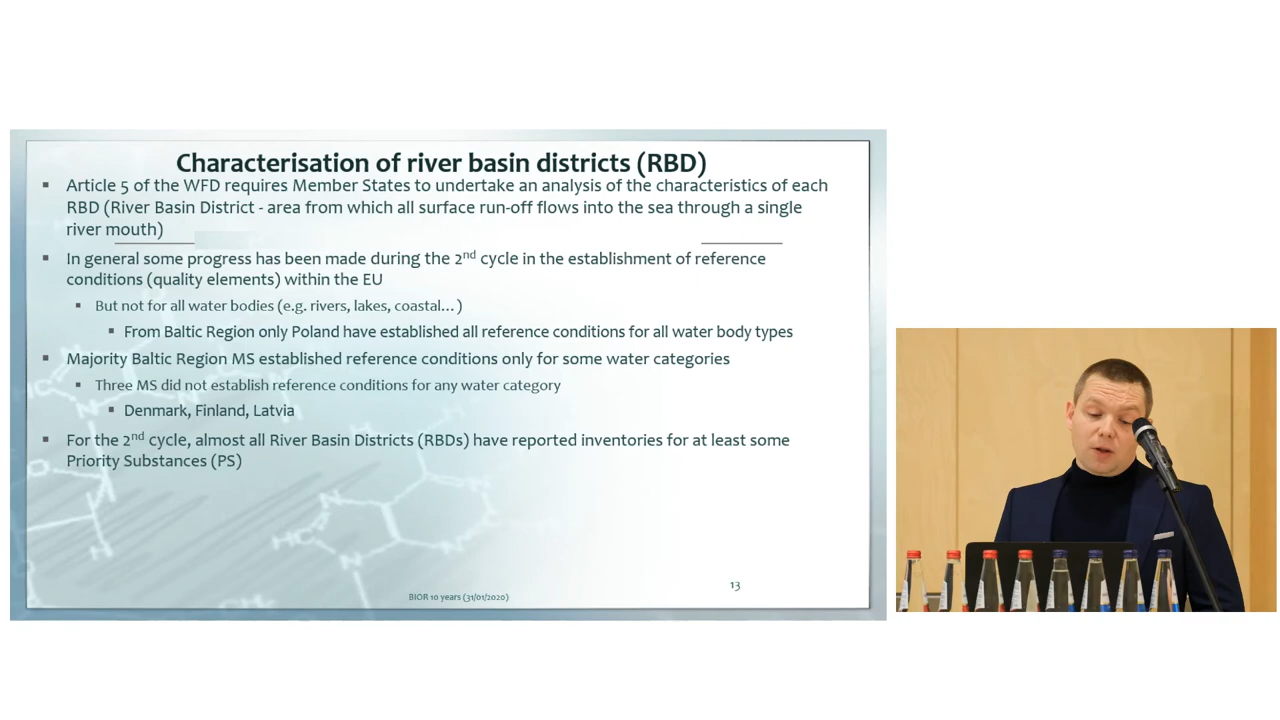 Characterisation of river basin districts (RBD)
▪ Article 5 of the WFD requires Member States to undertake an analysis of the characteristics of each
RBD (River Basin District - area from which all surface run-off flows into the sea through a single
river mouth)
▪ In general some progress has been made during the 2nd cycle in the establishment of reference
conditions (quality elements) within the EU
▪ But not for all water bodies (e.g. rivers, lakes, coastal…)
▪ From Baltic Region only Poland have established all reference conditions for all water body types
▪ Majority Baltic Region MS established reference conditions only for some water categories
▪ Three MS did not establish reference conditions for any water category
▪ Denmark, Finland, Latvia
▪ For the 2nd cycle, almost all River Basin Districts (RBDs) have reported inventories for at least some
Priority Substances (PS)
13
BIOR 10 years (31/01/2020)